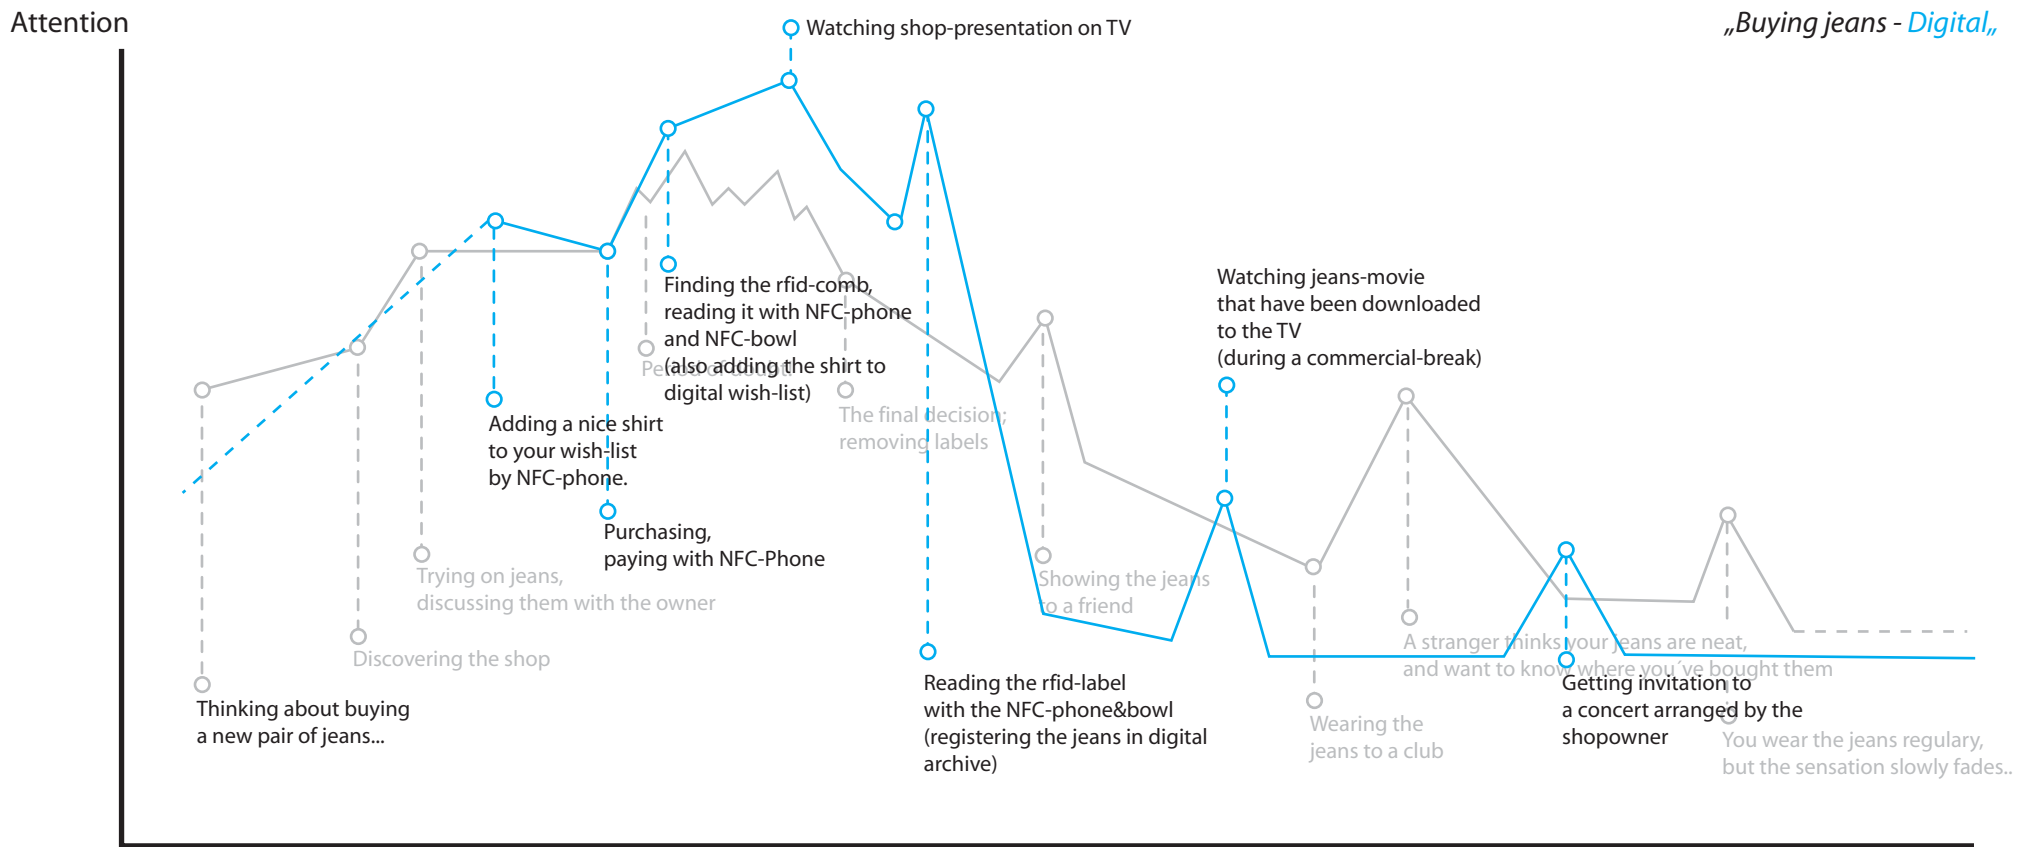 Attention
Watching shop-presentation on TV
„Buying jeans - Digital„
Finding the rfid-comb,
reading it with NFC-phone
and NFC-bowl
(also adding the shirt to
digital wish-list)
Period of doubt!
Watching jeans-movie
that have been downloaded
to the TV
(during a commercial-break)
The final decision;
removing labels
Adding a nice shirt
to your wish-list
by NFC-phone.
Purchasing,
paying with NFC-Phone
Trying on jeans,
discussing them with the owner
Showing the jeans
to a friend
Discovering the shop
A stranger thinks your jeans are neat,
and want to know where you´ve bought them
Thinking about buying
a new pair of jeans...
Reading the rfid-label
with the NFC-phone&bowl
(registering the jeans in digital
archive)
Wearing the
jeans to a club
Getting invitation to
a concert arranged by the
shopowner
You wear the jeans regulary,
but the sensation slowly fades..